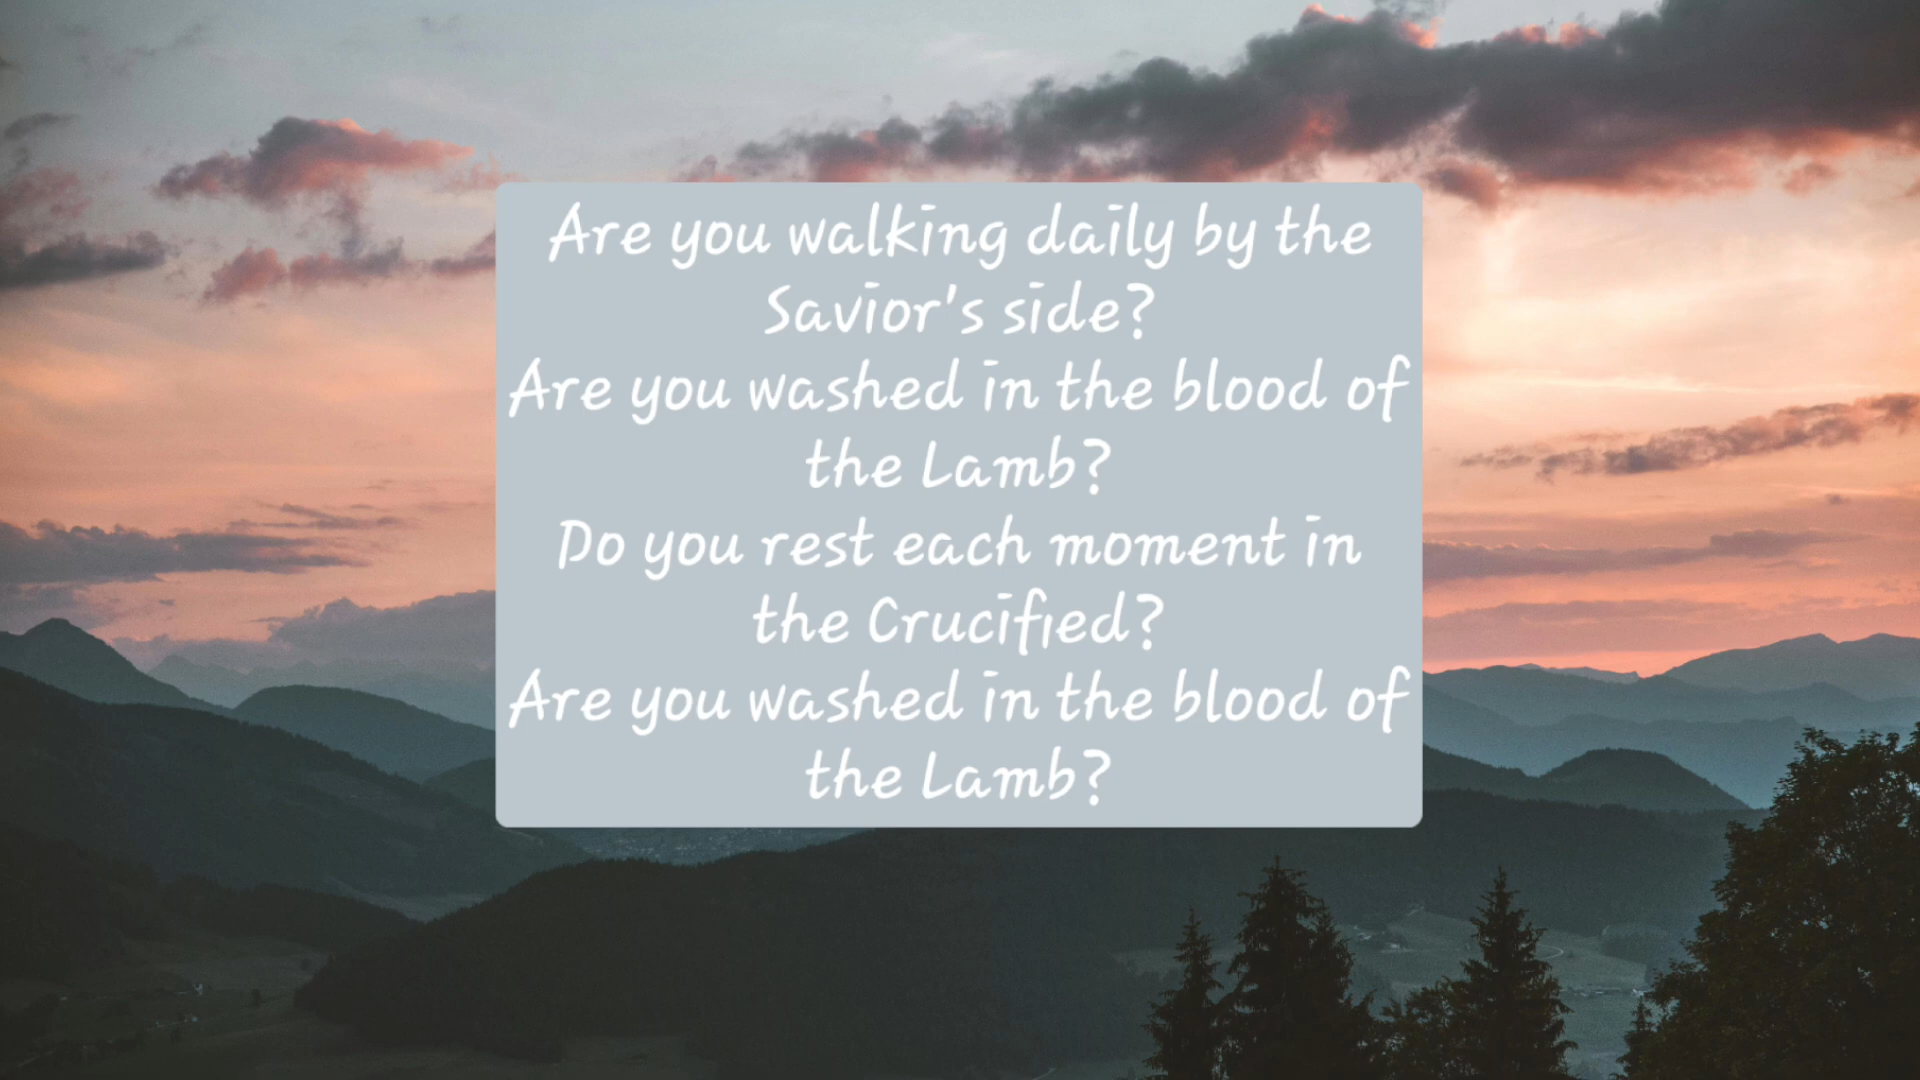 Are you walking daily by the
Savior's side?
Are you washed in the blood of
the Lamb?
Do you rest each moment in
the Crucified?
Are you washed in the blood of
the Lamb?